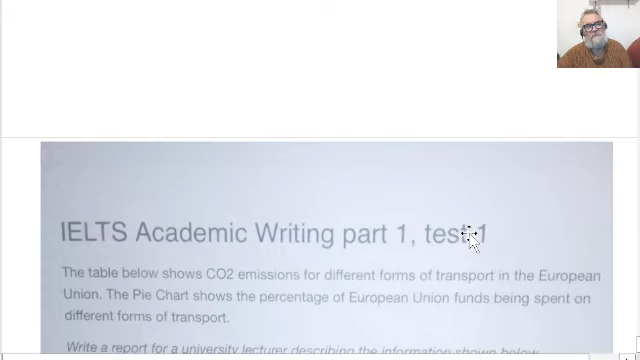 IELTS Academic Writing part 1, test 1
The table below shows CO2 emissions for different forms of transport in the European
Union. The Pie Chart shows the percentage of European Union funds being spent on
different forms of transport.
Write a report for a university lecturer describing the information shown below.